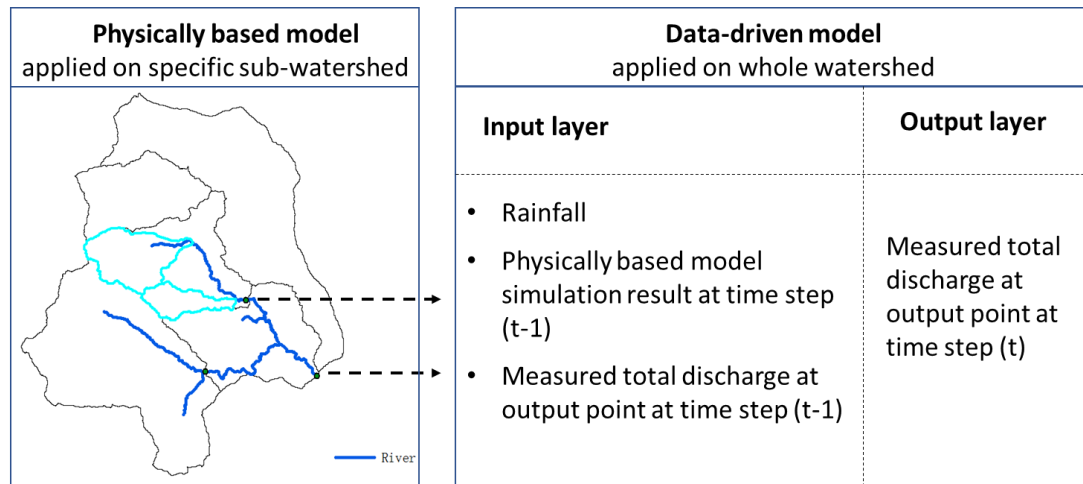 Physically based model
applied on specific sub-watershed
River
Data-driven model
applied on whole watershed
Input layer
• Rainfall
• Physically based model
simulation result at time step
(t-1)
• Measured total discharge at
output point at time step (t-1)
Output layer
Measured total
discharge at
output point at
time step (t)